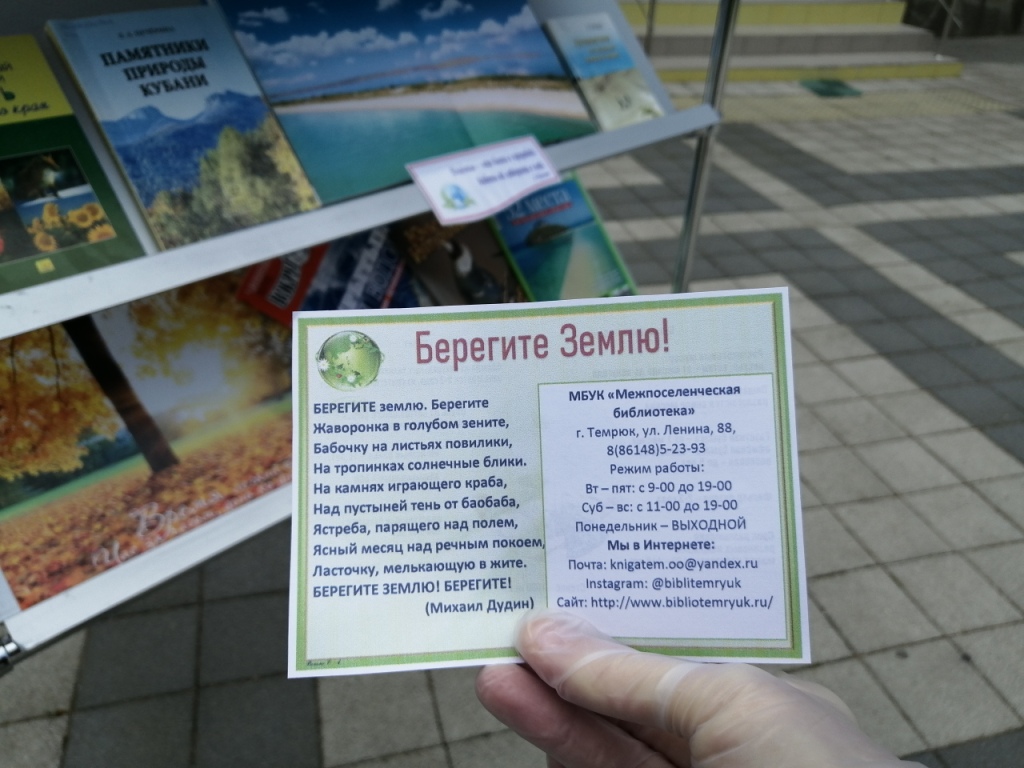 ПАМЯТНИКИ
ПРИРОДЫ
КУБАНИ
края
Берегите Землю!
БЕРЕГИТЕ землю. Берегите
Жаворонка в голубом зените,
Бабочку на листьях повилики,
На тропинках солнечные блики.
На камнях играющего краба,
Над пустыней тень от баобаба,
Ястреба, парящего над полем,
Ясный месяц над речным покоем,
Ласточку, мелькающую в жите.
БЕРЕГИТЕ ЗЕМЛЮ! БЕРЕГИТЕ!
(Михаил Дудин)
МБУК «Межпоселенческая
библиотека»
г. Темрюк, ул. Ленина, 88,
8(86148)5-23-93
Режим работы:
Вт – пят: с 9-00 до 19-00
Суб – вс: с 11-00 до 19-00
Понедельник – ВЫХОДНОЙ
Мы в Интернете:
Почта: knigatem.oo@yandex.ru
Instagram: @biblitemryuk
Сайт: http://www.bibliotemryuk.ru/